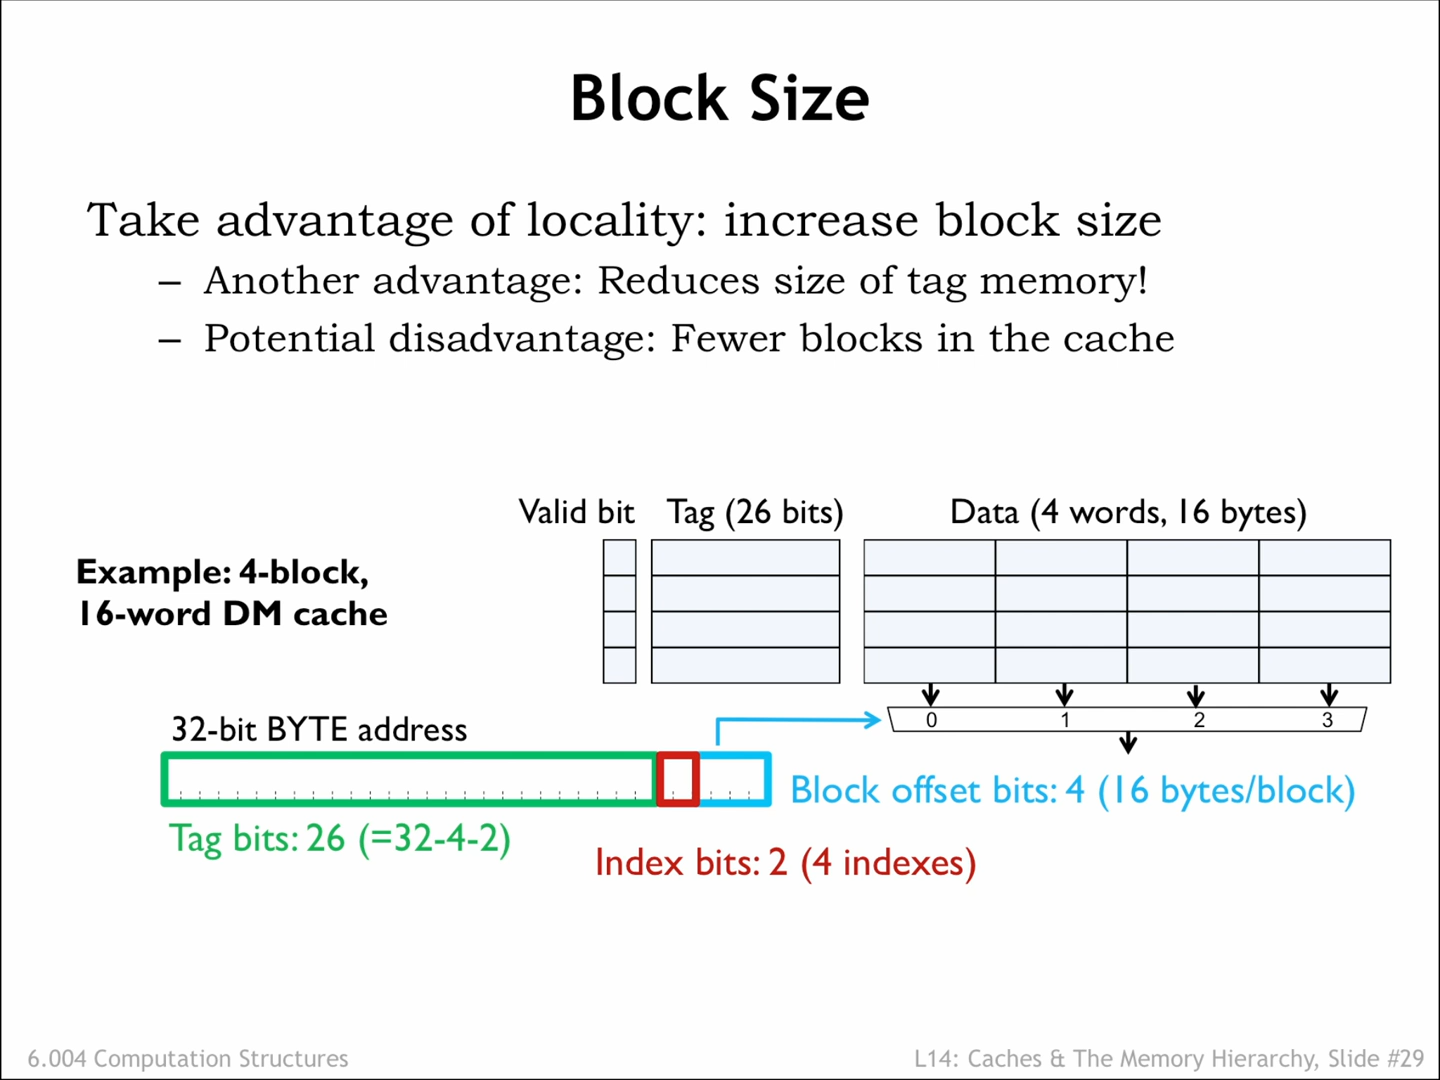 Block Size
Take advantage of locality: increase block size
– Another advantage: Reduces size of tag memory!
– Potential disadvantage: Fewer blocks in the cache
Valid bit Tag (26 bits) Data (4 words, 16 bytes)
Example: 4-block,
16-word DM cache
0 1 2 3
32-bit BYTE address
Block offset bits: 4 (16 bytes/block)
Tag bits: 26 (=32-4-2)
Index bits: 2 (4 indexes)
6.004 Computation Structures
L14: Caches & The Memory Hierarchy, Slide #29